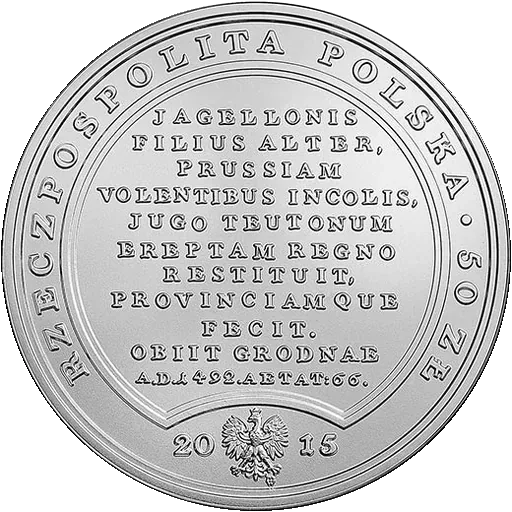 RZECZPOSPOLITA POLSKA · 50 ZŁ
JAGELLONIS
FILIUS ALTER,
PRUSSIAM
VOLENTIBUS INCOLIS,
JUGO TEUTONUM
EREPTAM REGNO
RESTITUIT,
PROVINCIAMQUE
FECIT.
OBIIT GRODNAE
A.D.1492.AETAT:66.
20 15